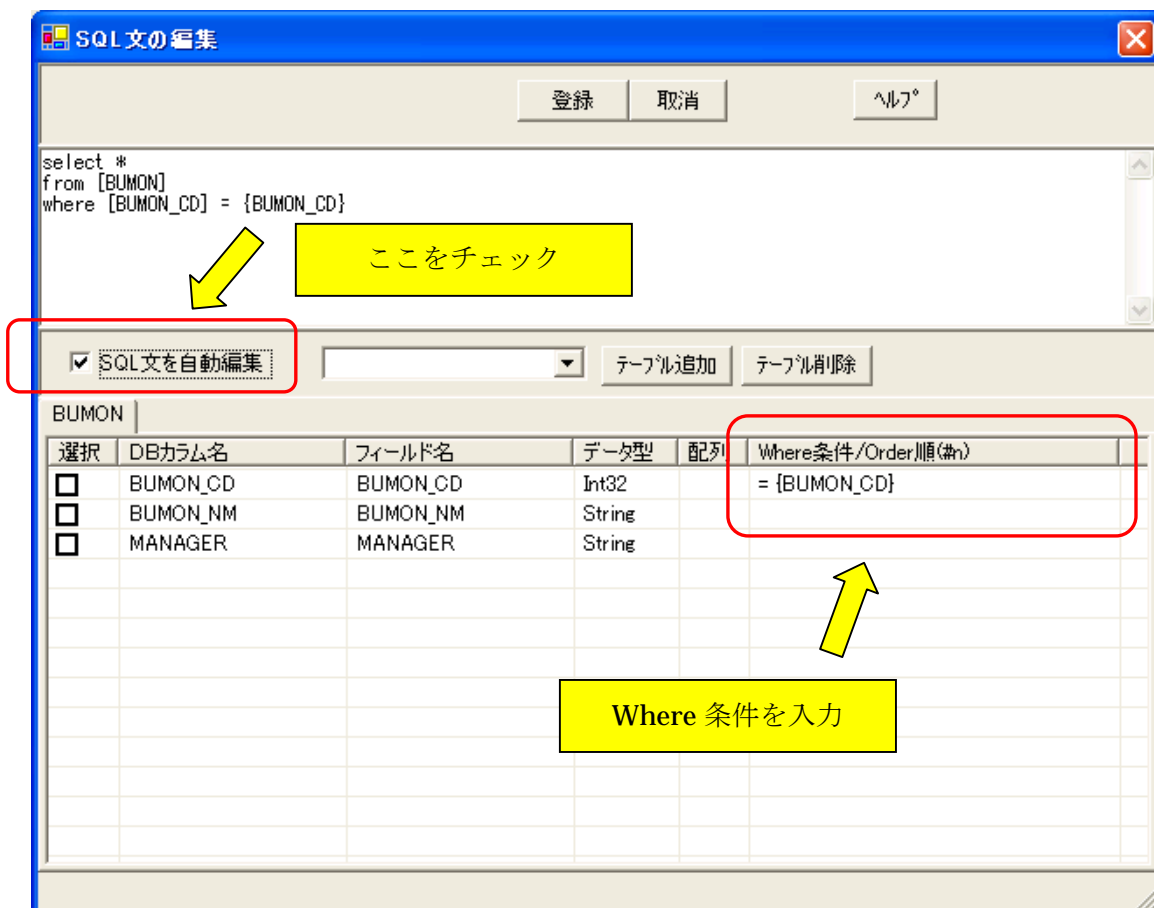 SQL文の編集
登録 取消 ﾍﾙﾌﾟ
select *
from [BUMON]
where [BUMON_CD] = {BUMON_CD}
ここをチェック
SQL文を自動編集 ﾃｰﾌﾞﾙ追加 ﾃｰﾌﾞﾙ削除
BUMON
選択 DBカラム名 フィールド名 データ型 配列 Where条件/Order順(#n)
BUMON_CD BUMON_CD Int32 = {BUMON_CD}
BUMON_NM BUMON_NM String
MANAGER MANAGER String
Where 条件を入力